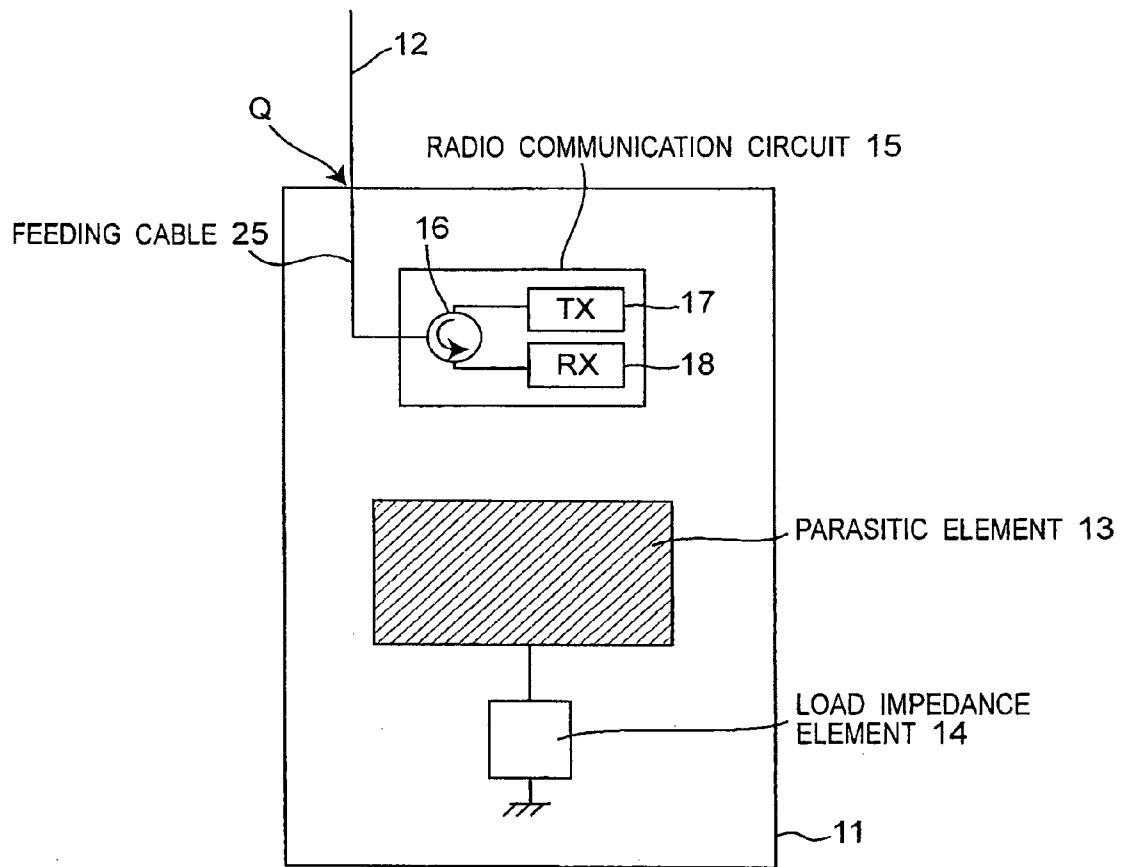 12
Q
RADIO COMMUNICATION CIRCUIT 15
FEEDING CABLE 25
16
TX
17
RX
18
PARASITIC ELEMENT 13
LOAD IMPEDANCE
ELEMENT 14
11